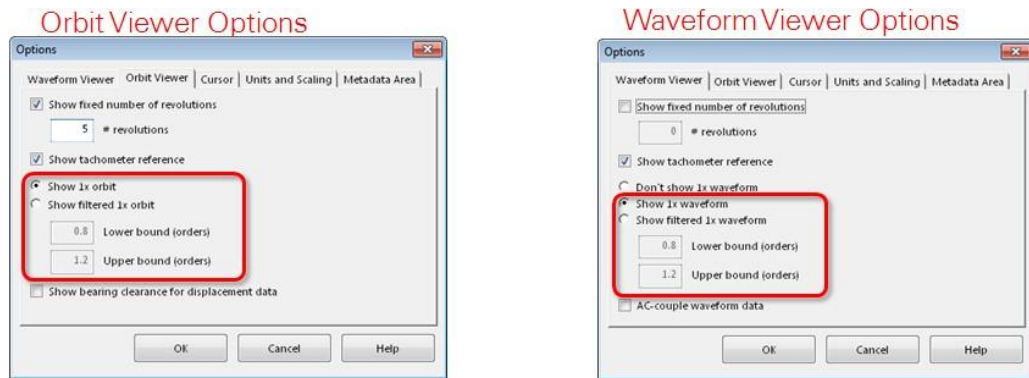 Orbit Viewer Options
Options
Waveform Viewer Orbit Viewer Cursor Units and Scaling Metadata Area
Show fixed number of revolutions
5 # revolutions
Show tachometer reference
Show 1x orbit
Show filtered 1x orbit
0.8 Lower bound (orders)
1.2 Upper bound (orders)
Show bearing clearance for displacement data
OK Cancel Help
Waveform Viewer Options
Options
Waveform Viewer Orbit Viewer Cursor Units and Scaling Metadata Area
Show fixed number of revolutions
0 # revolutions
Show tachometer reference
Don't show 1x waveform
Show 1x waveform
Show filtered 1x waveform
0.8 Lower bound (orders)
1.2 Upper bound (orders)
AC-couple waveform data
OK Cancel Help